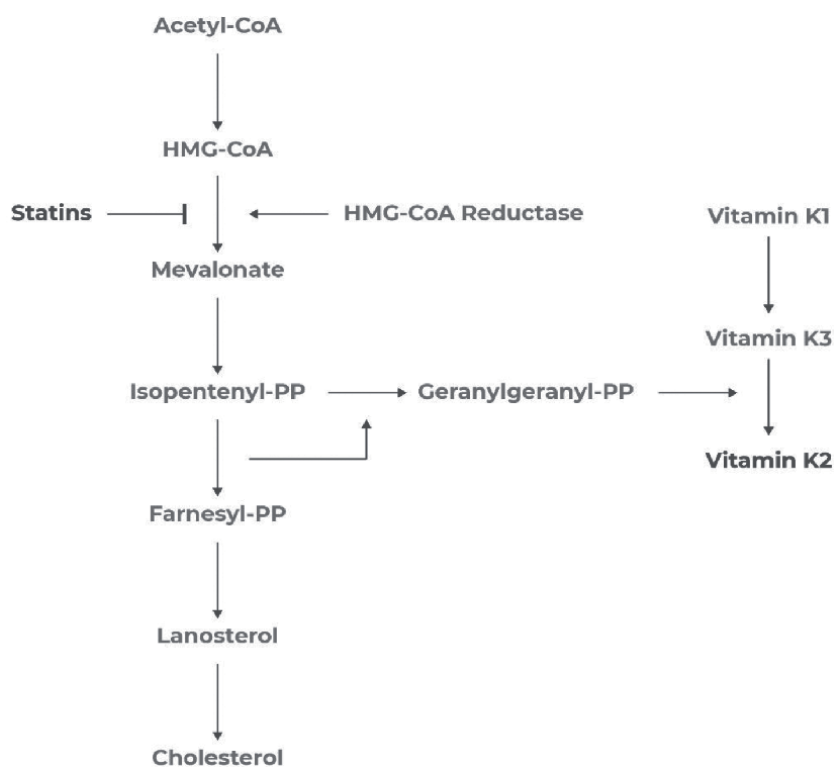 Acetyl-CoA
HMG-CoA
Statins
HMG-CoA Reductase
Vitamin K1
Mevalonate
Vitamin K3
Isopentenyl-PP
Geranylgeranyl-PP
Vitamin K2
Farnesyl-PP
Lanosterol
Cholesterol